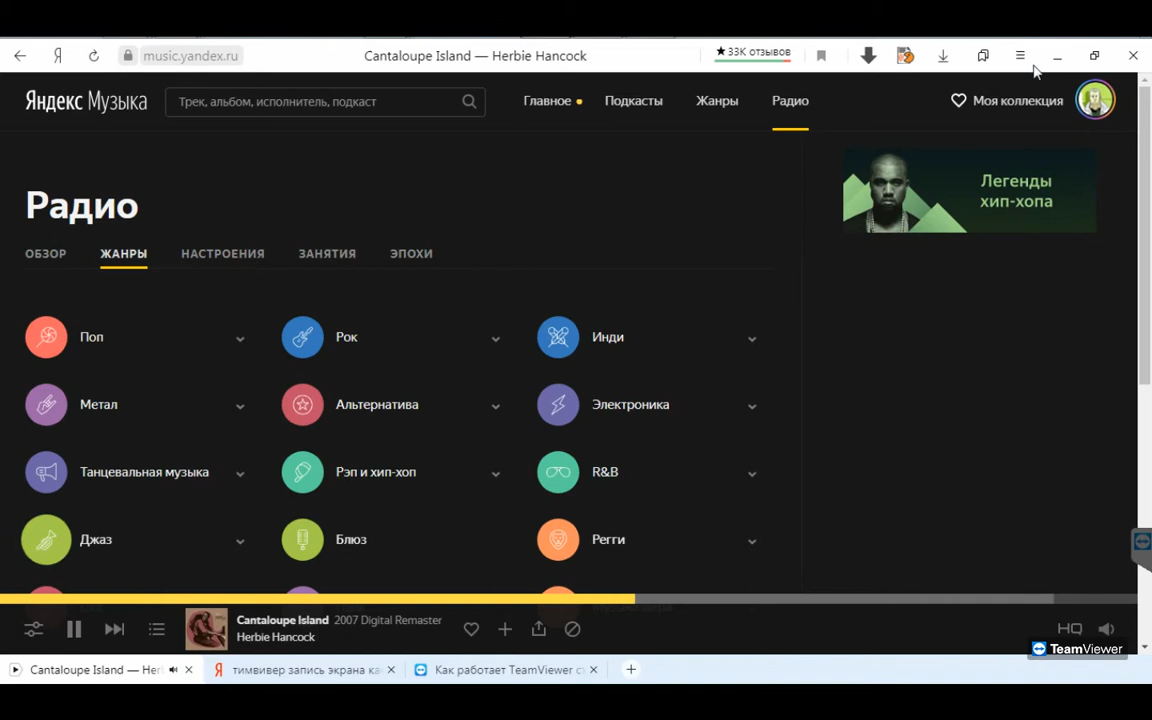 music.yandex.ru
Cantaloupe Island — Herbie Hancock
33К отзывов
Яндекс Музыка
Трек, альбом, исполнитель, подкаст
Главное
Подкасты
Жанры
Радио
Моя коллекция
Легенды
хип-хопа
Радио
ОБЗОР
ЖАНРЫ
НАСТРОЕНИЯ
ЗАНЯТИЯ
ЭПОХИ
Поп
Рок
Инди
Метал
Альтернатива
Электроника
Танцевальная музыка
Рэп и хип-хоп
R&B
Джаз
Блюз
Регги
Cantaloupe Island 2007 Digital Remaster
Herbie Hancock
HQ
TeamViewer
Cantaloupe Island — Herb
тимвивер запись экрана ка
Как работает TeamViewer